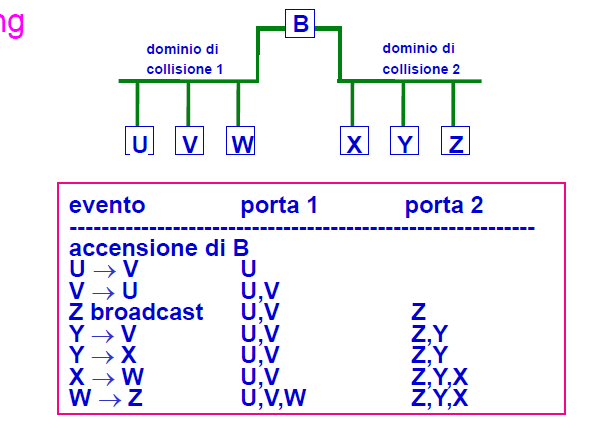 ng
B
dominio di
collisione 1
dominio di
collisione 2
U V W X Y Z
evento porta 1 porta 2
----------------------------------------------------------
accensione di B
U → V U
V → U U,V
Z broadcast U,V Z
Y → V U,V Z,Y
Y → X U,V Z,Y
X → W U,V Z,Y,X
W → Z U,V,W Z,Y,X